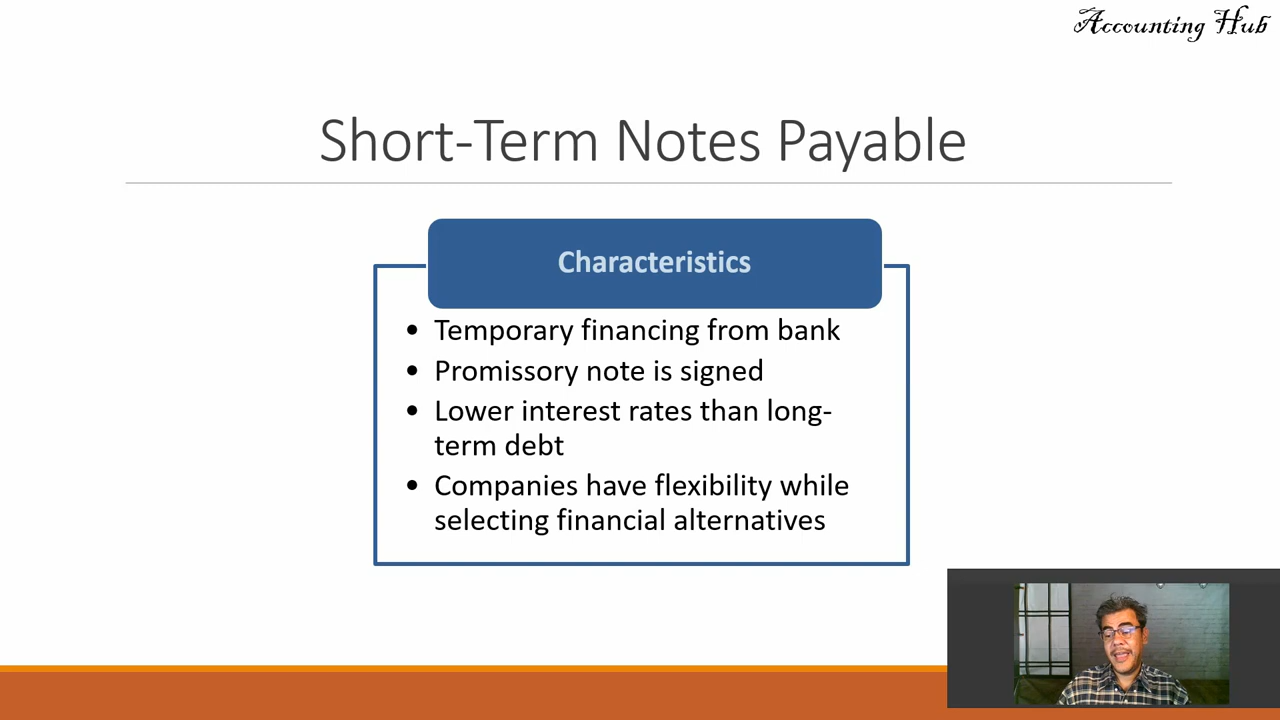 Accounting Hub
Short-Term Notes Payable
Characteristics
• Temporary financing from bank
• Promissory note is signed
• Lower interest rates than long-
term debt
• Companies have flexibility while
selecting financial alternatives